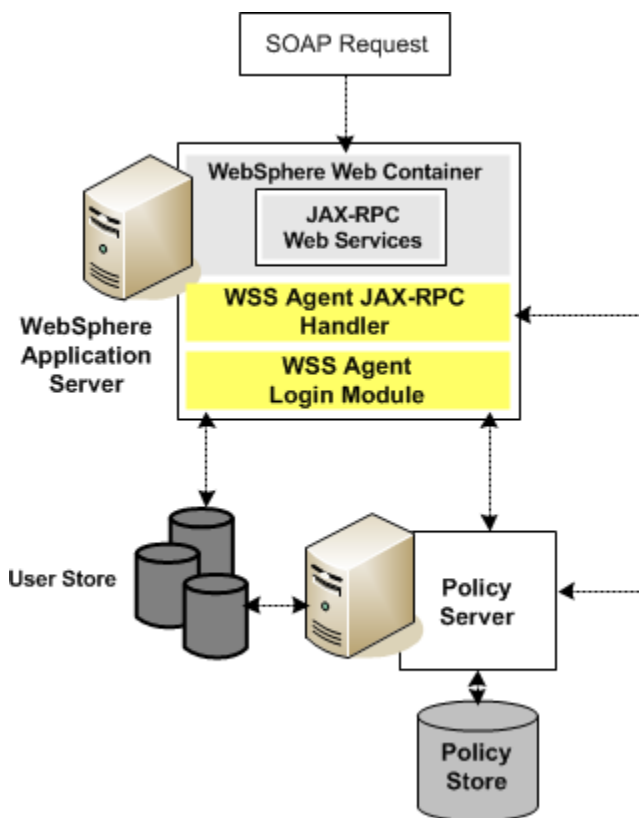 SOAP Request
WebSphere Web Container
JAX-RPC
Web Services
WSS Agent JAX-RPC
Handler
WebSphere
Application
Server
WSS Agent
Login Module
User Store
Policy
Server
Policy
Store